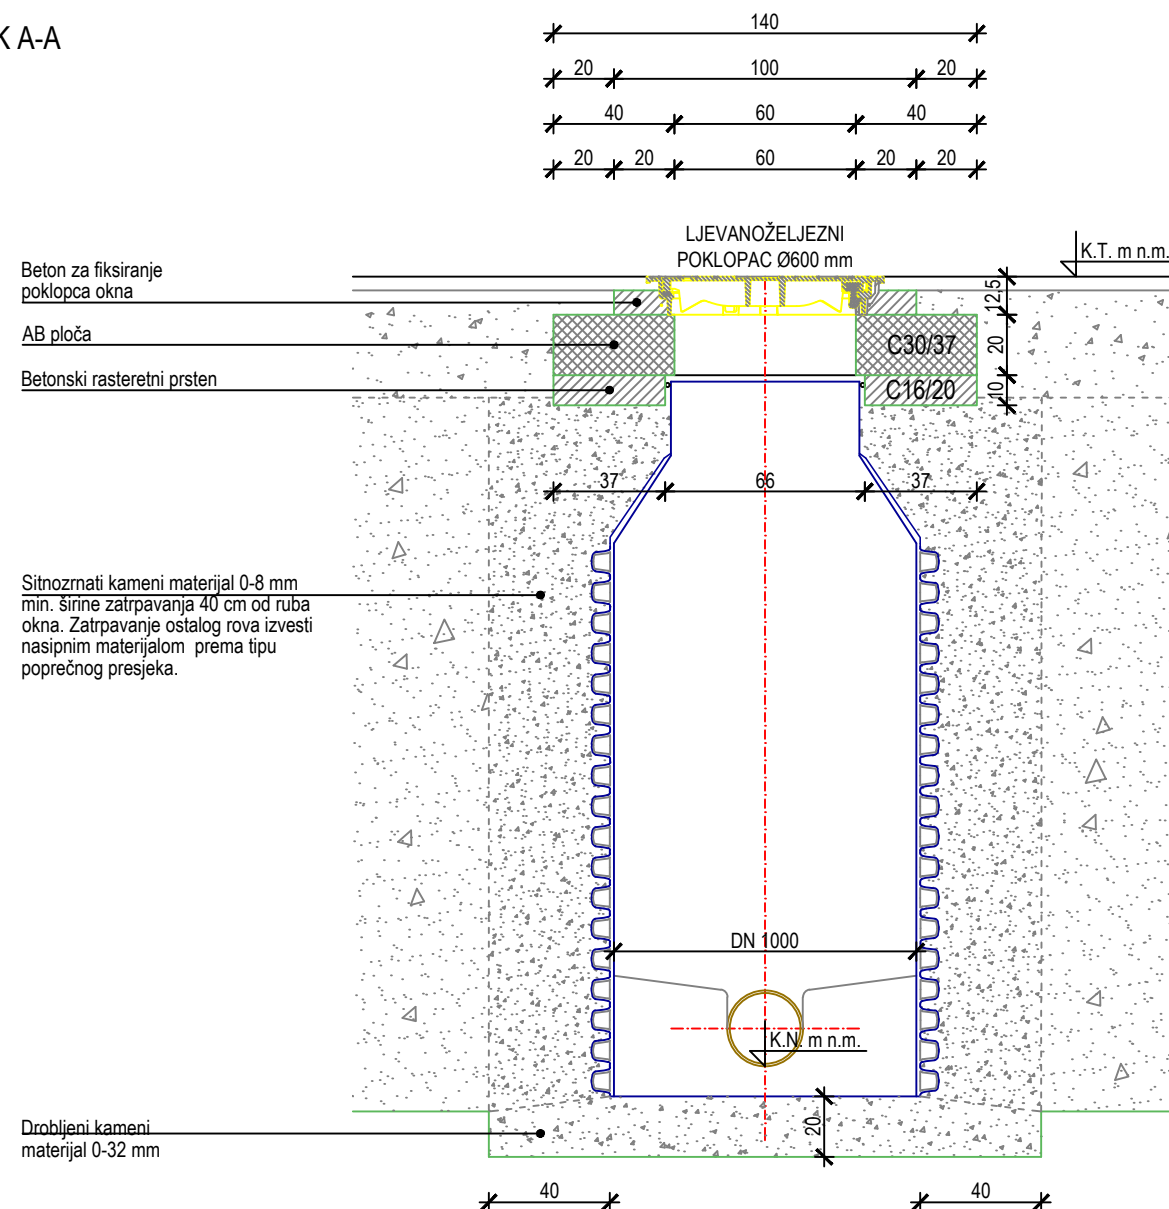 K A-A
140
20 100 20
40 60 40
20 20 60 20 20
LJEVANOŽELJEZNI
POKLOPAC Ø600 mm
K.T. m n.m.
Beton za fiksiranje
poklopca okna
12,5
AB ploča
C30/37
20
Betonski rasteretni prsten
C16/20
10
37 66 37
Sitnozrnati kameni materijal 0-8 mm
min. širine zatrpavanja 40 cm od ruba
okna. Zatrpavanje ostalog rova izvesti
nasipnim materijalom prema tipu
poprečnog presjeka.
DN 1000
K.N. m n.m.
Drobljeni kameni
materijal 0-32 mm
20
40 40